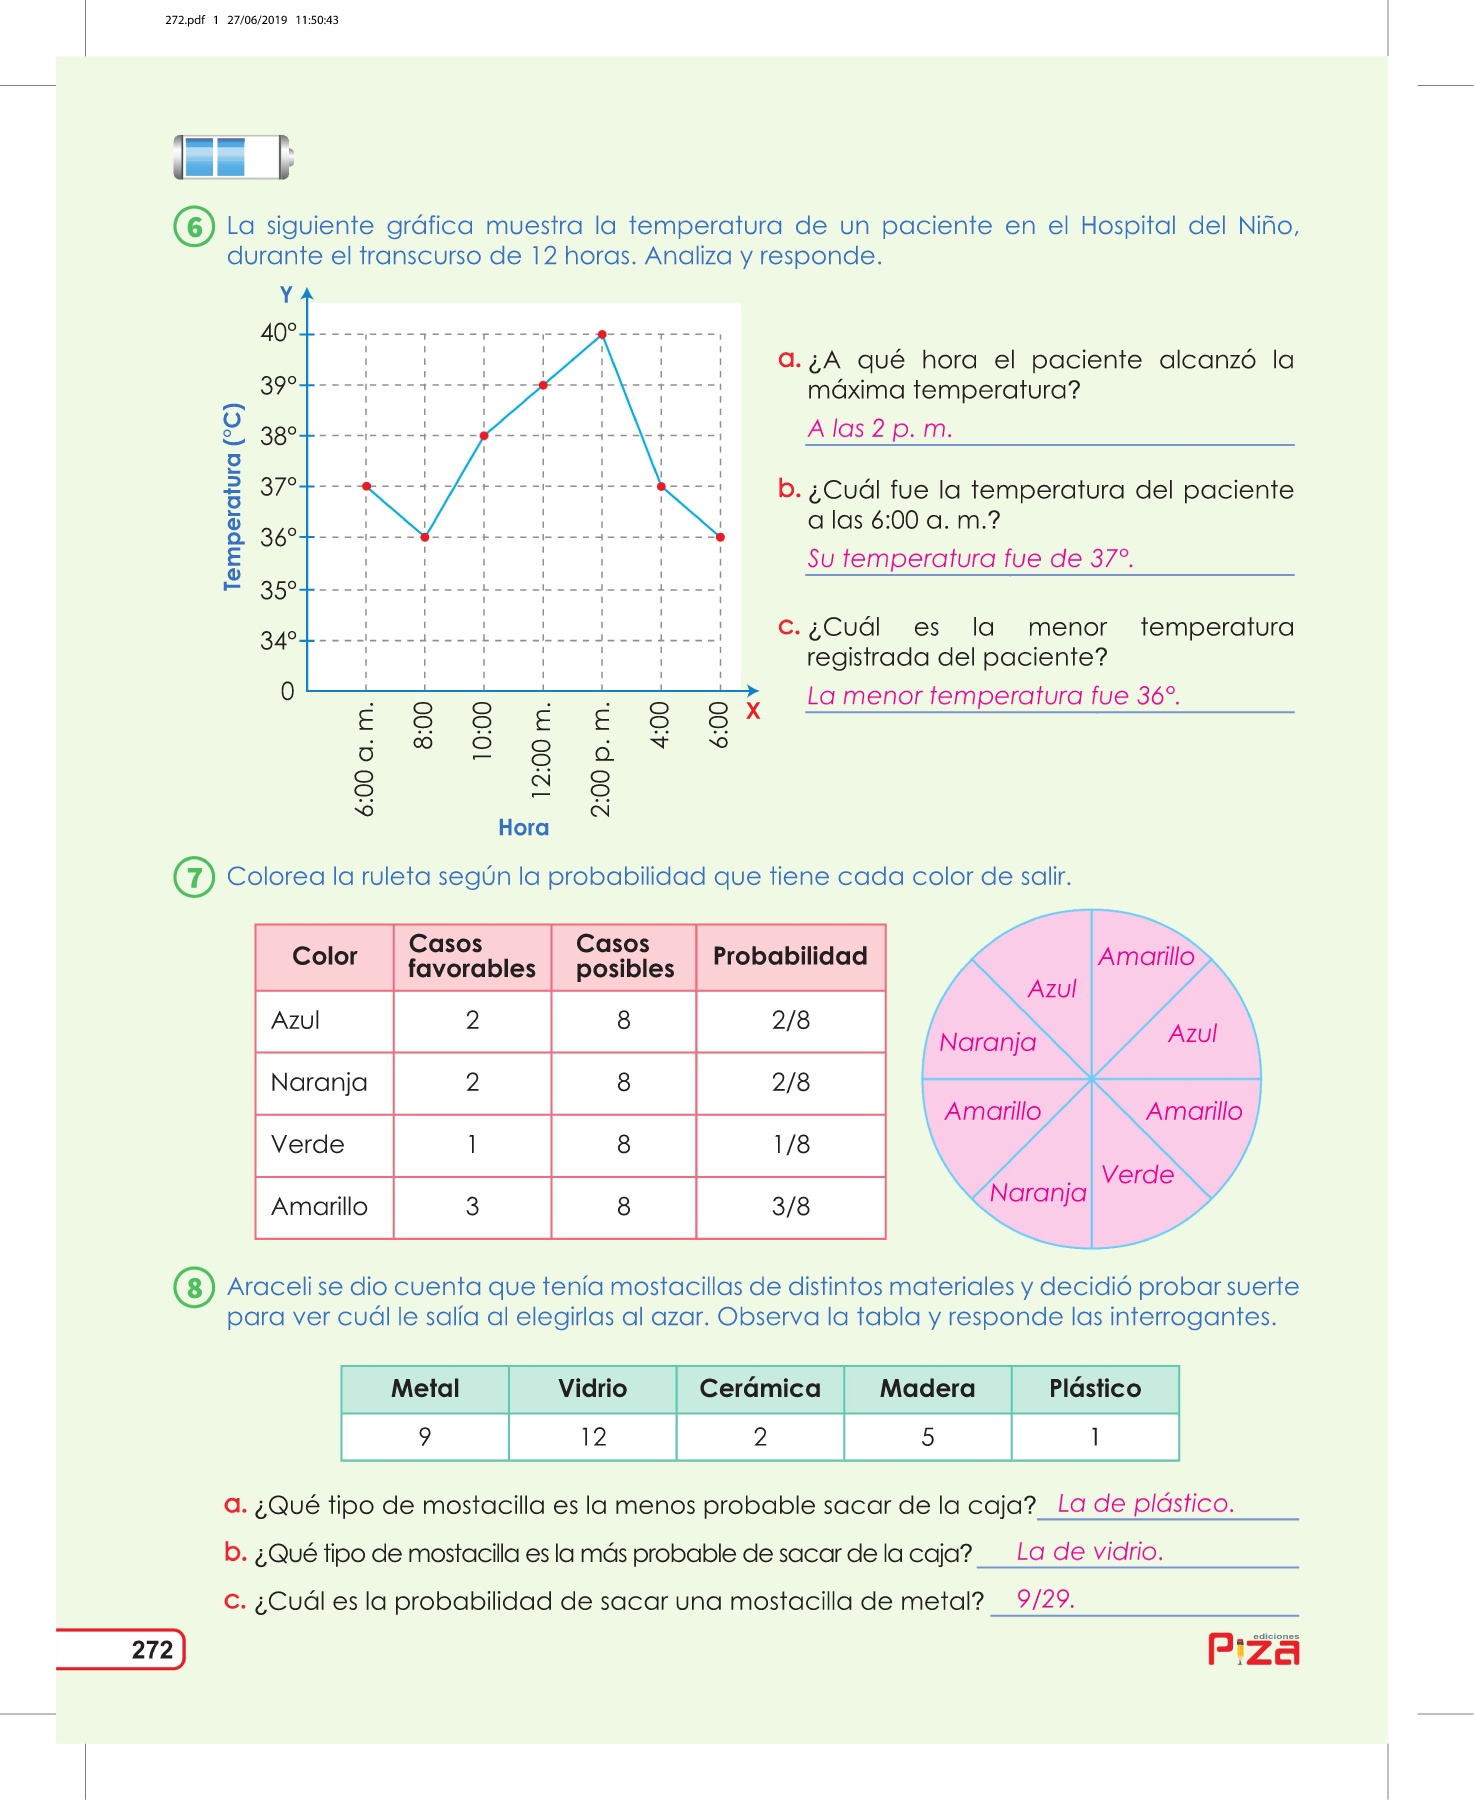 272.pdf 1 27/06/2019 11:50:43
6 La siguiente gráfica muestra la temperatura de un paciente en el Hospital del Niño,
durante el transcurso de 12 horas. Analiza y responde.
Y
40°
39°
38°
37°
36°
35°
34°
0
Temperatura (°C)
6:00 a. m.
8:00
10:00
12:00 m.
2:00 p. m.
4:00
6:00
X
Hora
a. ¿A qué hora el paciente alcanzó la
máxima temperatura?
A las 2 p. m.
b. ¿Cuál fue la temperatura del paciente
a las 6:00 a. m.?
Su temperatura fue de 37°.
c. ¿Cuál es la menor temperatura
registrada del paciente?
La menor temperatura fue 36°.
7 Colorea la ruleta según la probabilidad que tiene cada color de salir.
Color Casos favorables Casos posibles Probabilidad
Azul 2 8 2/8
Naranja 2 8 2/8
Verde 1 8 1/8
Amarillo 3 8 3/8
Amarillo
Azul
Azul
Naranja
Amarillo
Amarillo
Verde
Naranja
8 Araceli se dio cuenta que tenía mostacillas de distintos materiales y decidió probar suerte
para ver cuál le salía al elegirlas al azar. Observa la tabla y responde las interrogantes.
Metal Vidrio Cerámica Madera Plástico
9 12 2 5 1
a. ¿Qué tipo de mostacilla es la menos probable sacar de la caja? La de plástico.
b. ¿Qué tipo de mostacilla es la más probable de sacar de la caja? La de vidrio.
c. ¿Cuál es la probabilidad de sacar una mostacilla de metal? 9/29.
272
ediciones
Piza